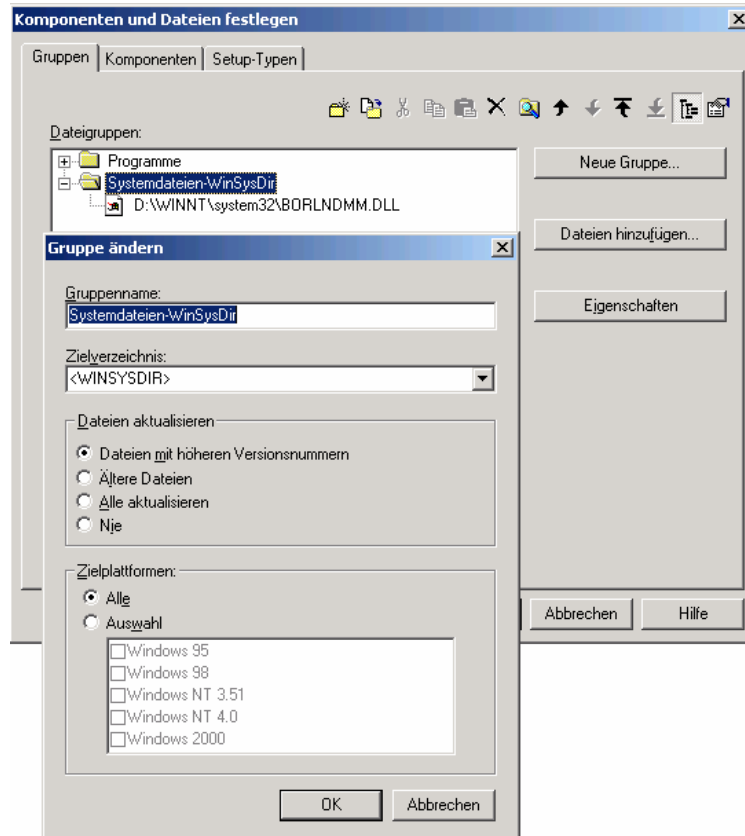 Komponenten und Dateien festlegen
Gruppen Komponenten Setup-Typen
Dateigruppen:
Programme
Systemdateien-WinSysDir
D:\WINNT\system32\BORLNDMM.DLL
Neue Gruppe...
Dateien hinzufügen...
Eigenschaften
Gruppe ändern
Gruppenname:
Systemdateien-WinSysDir
Zielverzeichnis:
<WINSYSDIR>
Dateien aktualisieren
Dateien mit höheren Versionsnummern
Ältere Dateien
Alle aktualisieren
Nie
Zielplattformen:
Alle
Auswahl
Windows 95
Windows 98
Windows NT 3.51
Windows NT 4.0
Windows 2000
OK Abbrechen
Abbrechen Hilfe